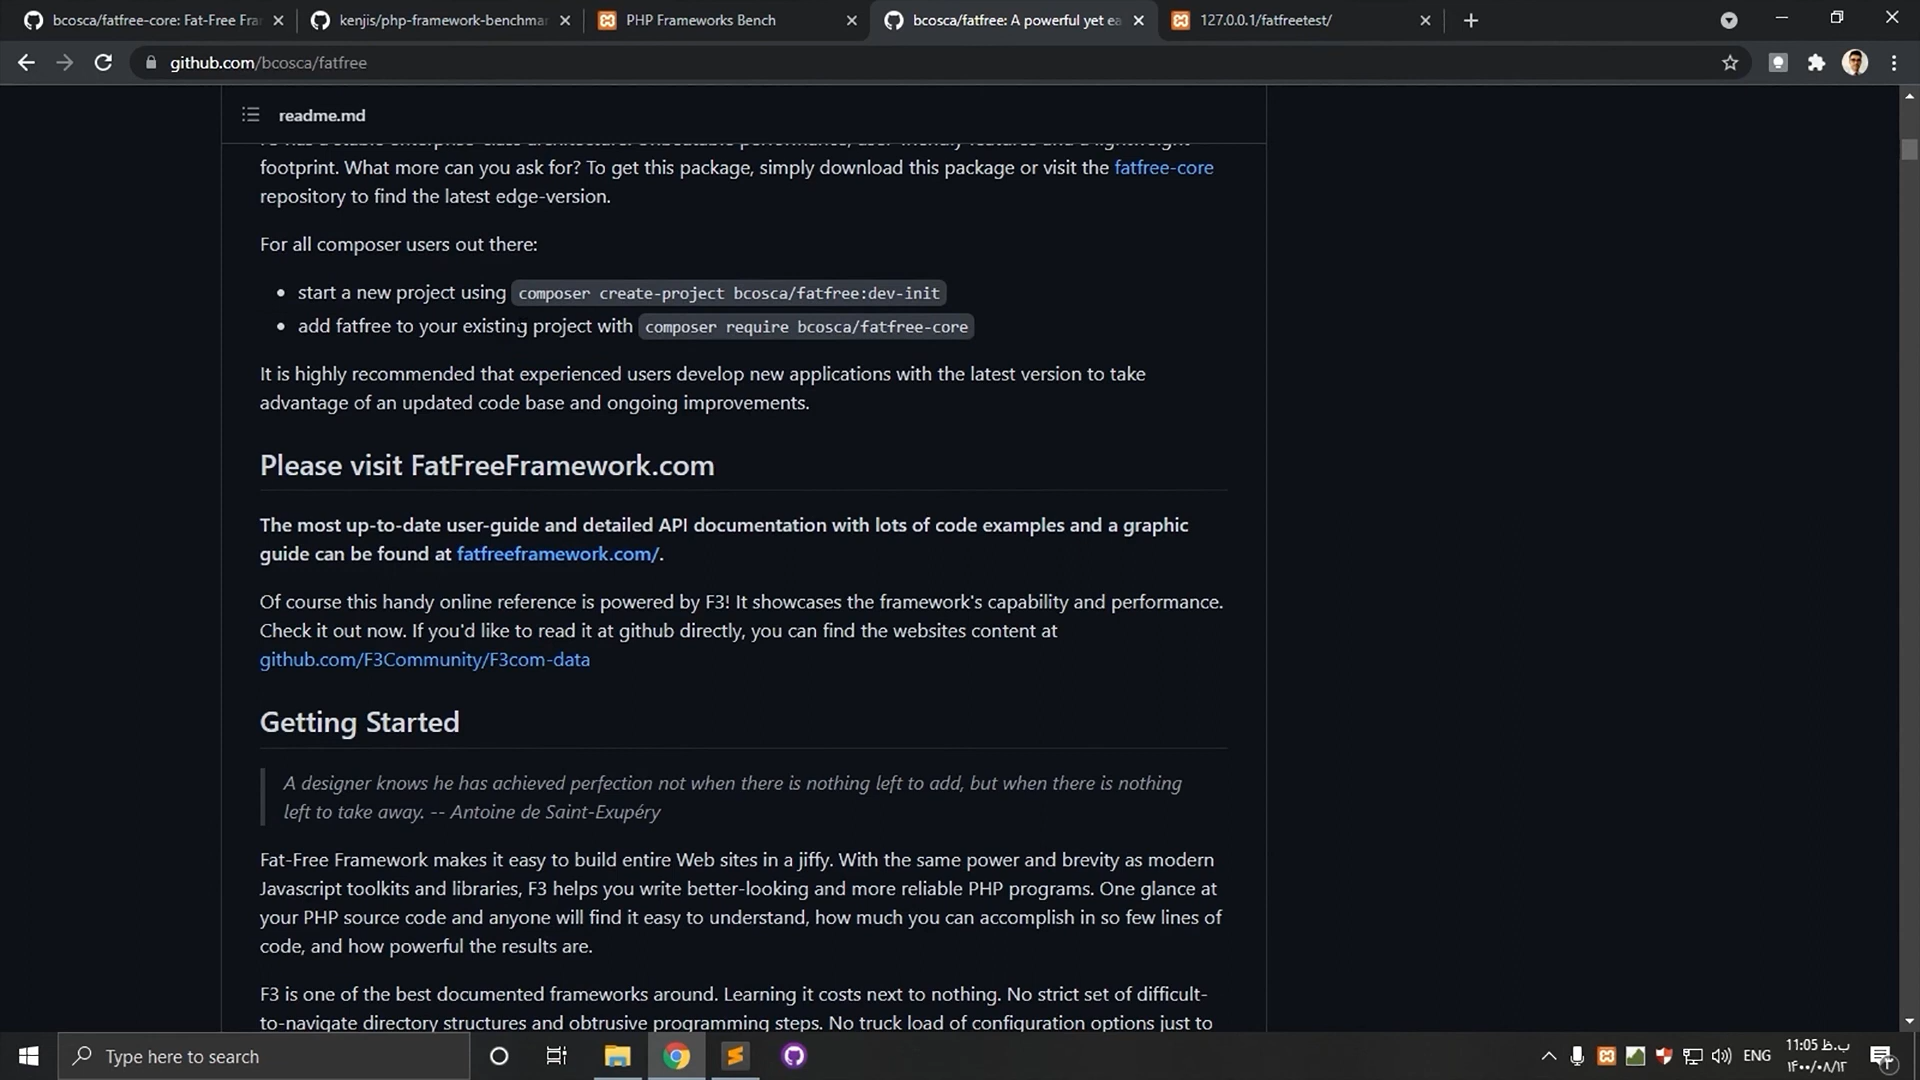 bcosca/fatfree-core: Fat-Free Fra
kenjis/php-framework-benchmar
PHP Frameworks Bench
bcosca/fatfree: A powerful yet ea
127.0.0.1/fatfreetest/
github.com/bcosca/fatfree
readme.md
footprint. What more can you ask for? To get this package, simply download this package or visit the fatfree-core
repository to find the latest edge-version.
For all composer users out there:
• start a new project using composer create-project bcosca/fatfree:dev-init
• add fatfree to your existing project with composer require bcosca/fatfree-core
It is highly recommended that experienced users develop new applications with the latest version to take
advantage of an updated code base and ongoing improvements.
Please visit FatFreeFramework.com
The most up-to-date user-guide and detailed API documentation with lots of code examples and a graphic
guide can be found at fatfreeframework.com/.
Of course this handy online reference is powered by F3! It showcases the framework's capability and performance.
Check it out now. If you'd like to read it at github directly, you can find the websites content at
github.com/F3Community/F3com-data
Getting Started
A designer knows he has achieved perfection not when there is nothing left to add, but when there is nothing
left to take away. -- Antoine de Saint-Exupéry
Fat-Free Framework makes it easy to build entire Web sites in a jiffy. With the same power and brevity as modern
Javascript toolkits and libraries, F3 helps you write better-looking and more reliable PHP programs. One glance at
your PHP source code and anyone will find it easy to understand, how much you can accomplish in so few lines of
code, and how powerful the results are.
F3 is one of the best documented frameworks around. Learning it costs next to nothing. No strict set of difficult-
to-navigate directory structures and obtrusive programming steps. No truck load of configuration options just to
Type here to search
ENG
11:05 ب.ظ
۱۴۰۰/۰۸/۱۲